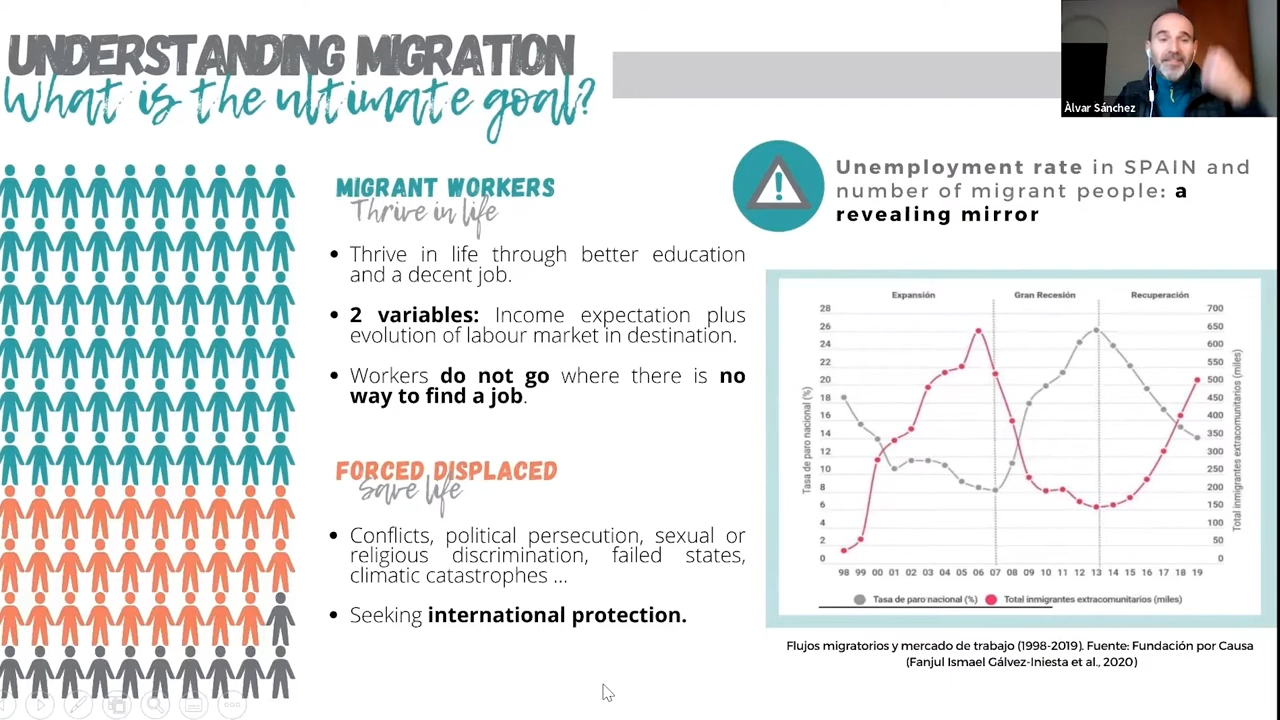 UNDERSTANDING MIGRATION
What is the ultimate goal?
Àlvar Sánchez
MIGRANT WORKERS
Thrive in life
• Thrive in life through better education
and a decent job.
• 2 variables: Income expectation plus
evolution of labour market in destination.
• Workers do not go where there is no
way to find a job.
FORCED DISPLACED
Save life
• Conflicts, political persecution, sexual or
religious discrimination, failed states,
climatic catastrophes ...
• Seeking international protection.
Unemployment rate in SPAIN and
number of migrant people: a
revealing mirror
Expansión Gran Recesión Recuperación
28 700
26 650
24 600
22 550
20 500
18 450
16 400
14 350
12 300
10 250
8 200
6 150
4 100
2 50
0 0
Tasa de paro nacional (%)
Total inmigrantes extracomunitarios (miles)
98 99 00 01 02 03 04 05 06 07 08 09 10 11 12 13 14 15 16 17 18 19
Tasa de paro nacional (%) Total inmigrantes extracomunitarios (miles)
Flujos migratorios y mercado de trabajo (1998-2019). Fuente: Fundación por Causa
(Fanjul Ismael Gálvez-Iniesta et al., 2020)